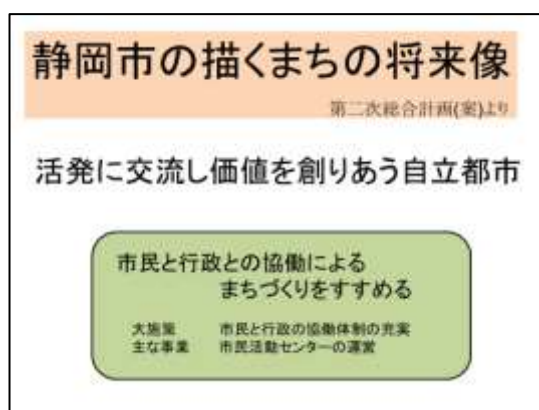 静岡市の描くまちの将来像
第二次総合計画(案)より
活発に交流し価値を創りあう自立都市
市民と行政との協働による
まちづくりをすすめる
大施策 市民と行政の協働体制の充実
主な事業 市民活動センターの運営